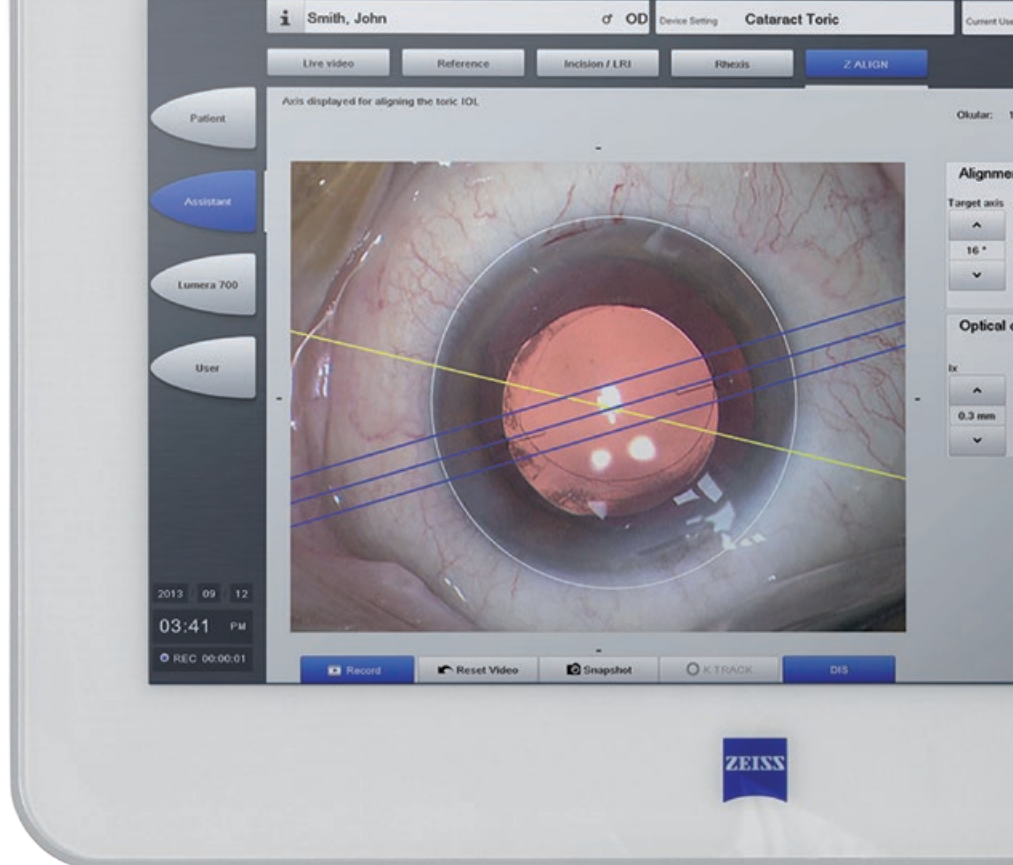 i Smith, John ♂ OD Device Setting Cataract Toric Current Use
Live video Reference Incision / LRI Rhexis Z ALIGN
Axis displayed for aligning the toric IOL
Okular: 1
Patient
Assistant
Lumera 700
User
Alignme
Target axis
16 °
Optical
lx
0.3 mm
2013 09 12
03:41 PM
REC 00:00:01
Record Reset Video Snapshot K TRACK DIS
ZEISS